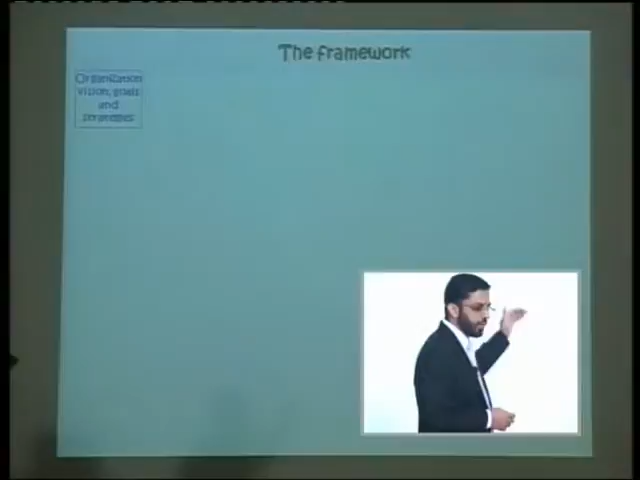 The framework
Organization
vision, goals
and
strategies